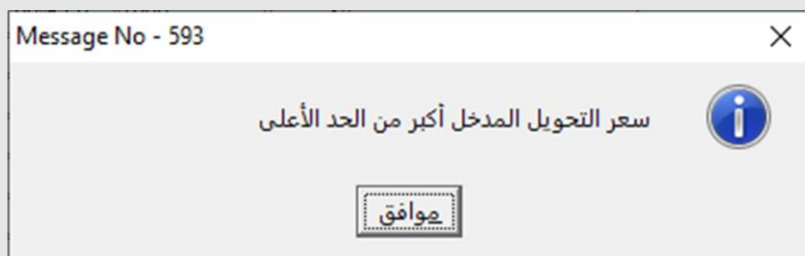 Message No - 593
سعر التحويل المدخل أكبر من الحد الأعلى
موافق